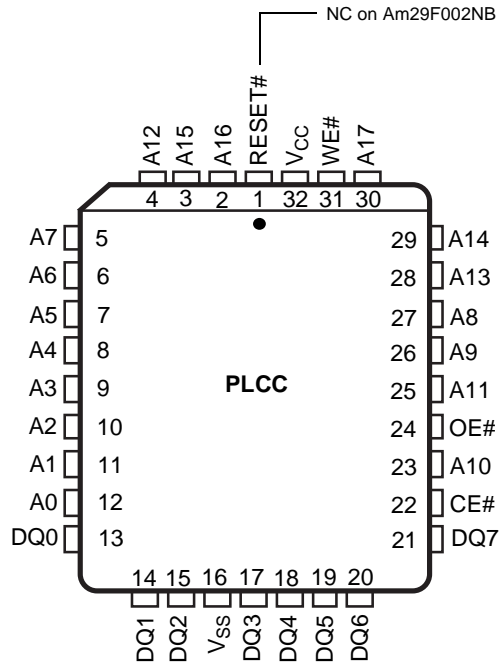 NC on Am29F002NB
A12
A15
A16
RESET#
VCC
WE#
A17
4
3
2
1
32
31
30
A7 5
A6 6
A5 7
A4 8
A3 9
A2 10
A1 11
A0 12
DQ0 13
PLCC
29 A14
28 A13
27 A8
26 A9
25 A11
24 OE#
23 A10
22 CE#
21 DQ7
14
15
16
17
18
19
20
DQ1
DQ2
VSS
DQ3
DQ4
DQ5
DQ6